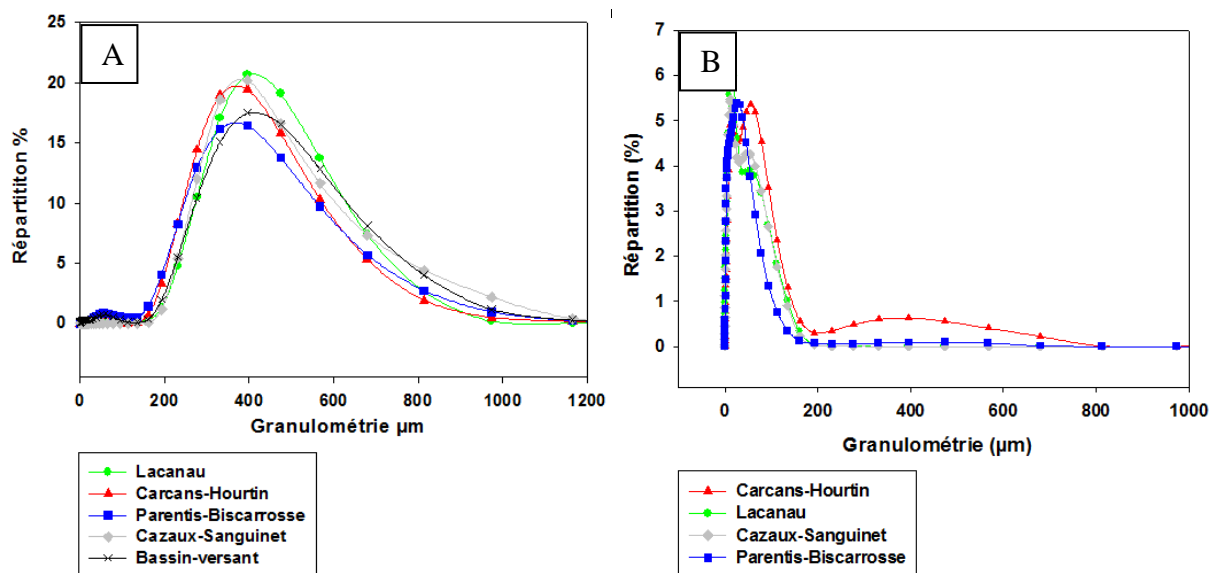 A
Répartititon %
25
20
15
10
5
0
0 200 400 600 800 1000 1200
Granulométrie µm
Lacanau
Carcans-Hourtin
Parentis-Biscarrosse
Cazaux-Sanguinet
Bassin-versant
B
Répartition (%)
7
6
5
4
3
2
1
0
0 200 400 600 800 1000
Granulométrie (µm)
Carcans-Hourtin
Lacanau
Cazaux-Sanguinet
Parentis-Biscarrosse